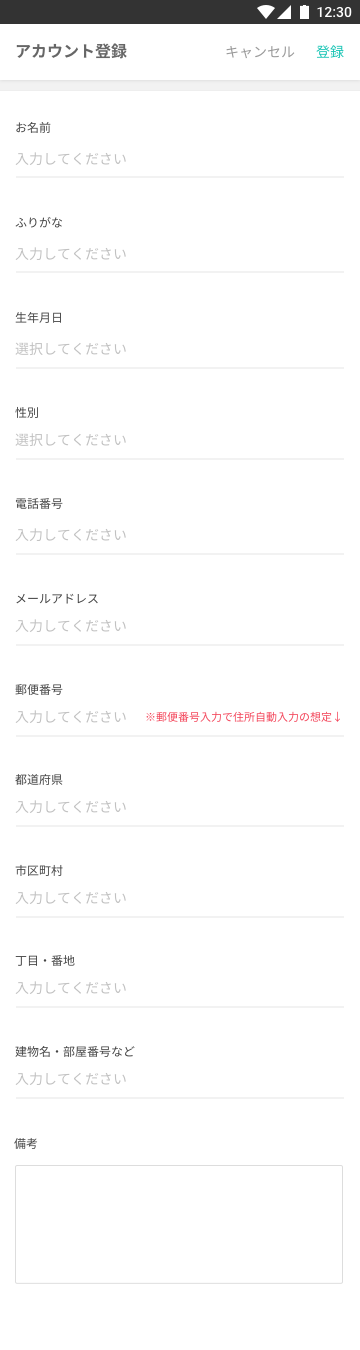 12:30
アカウント登録 キャンセル 登録
お名前
入力してください
ふりがな
入力してください
生年月日
選択してください
性別
選択してください
電話番号
入力してください
メールアドレス
入力してください
郵便番号
入力してください ※郵便番号入力で住所自動入力の想定↓
都道府県
入力してください
市区町村
入力してください
丁目・番地
入力してください
建物名・部屋番号など
入力してください
備考